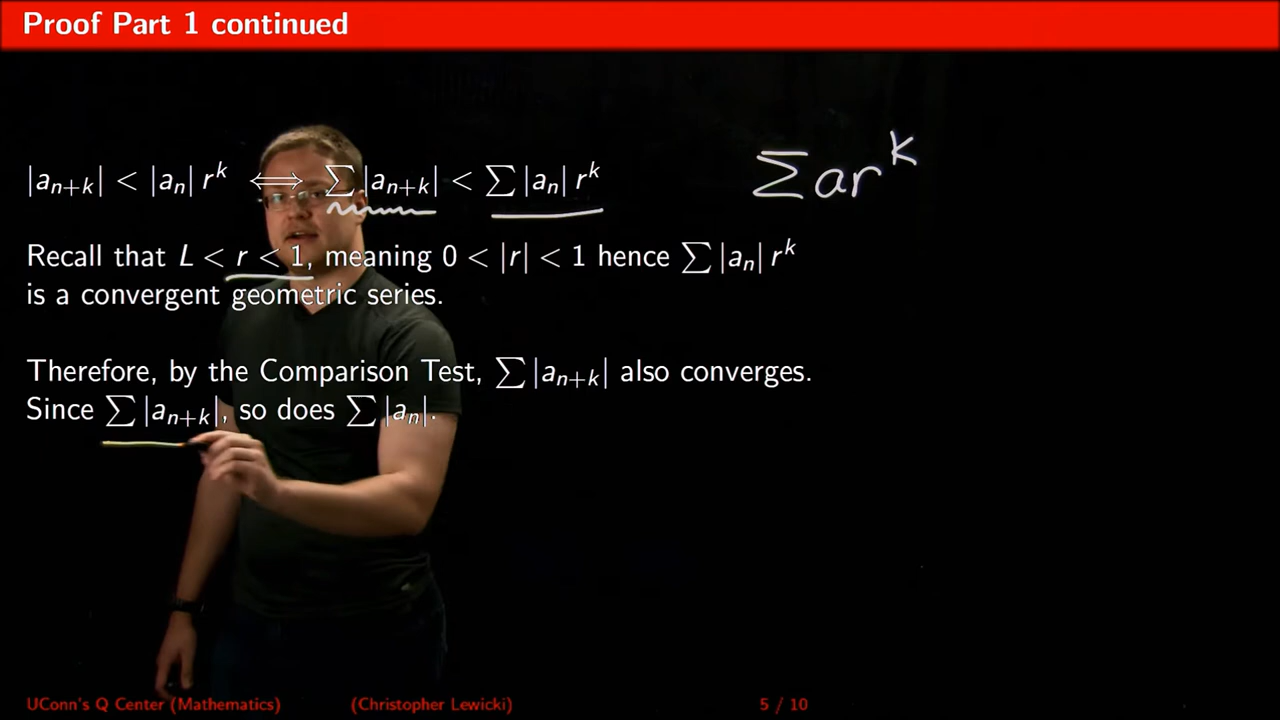 Proof Part 1 continued
|a_{n+k}| < |a_n| r^k ⟺ ∑ |a_{n+k}| < ∑ |a_n| r^k
∑ar^k
Recall that L < r < 1, meaning 0 < |r| < 1 hence ∑ |a_n| r^k
is a convergent geometric series.
Therefore, by the Comparison Test, ∑ |a_{n+k}| also converges.
Since ∑ |a_{n+k}|, so does ∑ |a_n|.
UConn's Q Center (Mathematics) (Christopher Lewicki) 5 / 10